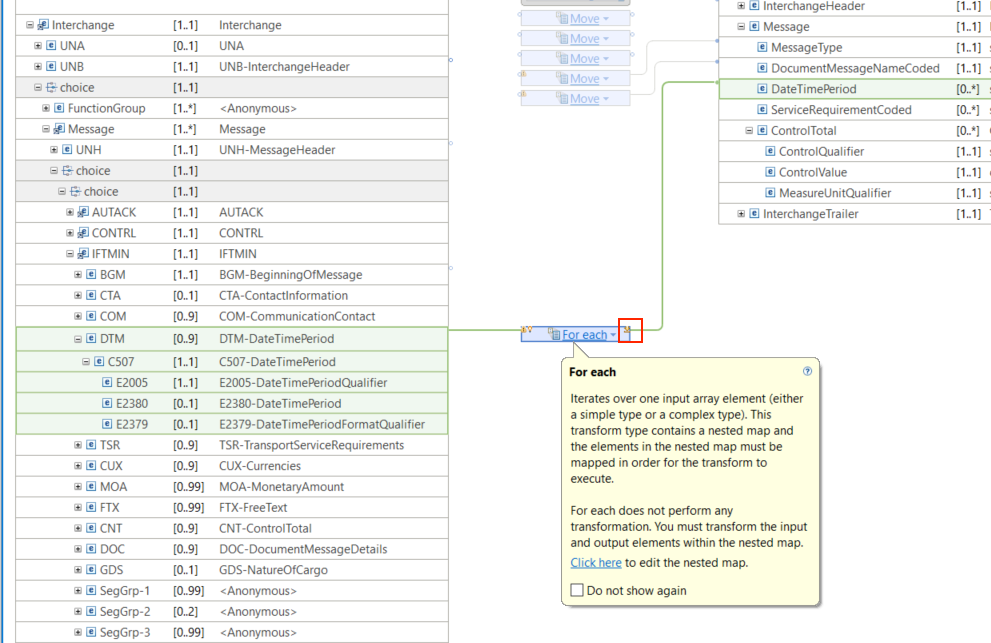 Interchange [1..1] Interchange
UNA [0..1] UNA
UNB [1..1] UNB-InterchangeHeader
choice [1..1]
FunctionGroup [1..*] <Anonymous>
Message [1..*] Message
UNH [1..1] UNH-MessageHeader
choice [1..1]
choice [1..1]
AUTACK [1..1] AUTACK
CONTRL [1..1] CONTRL
IFTMIN [1..1] IFTMIN
BGM [1..1] BGM-BeginningOfMessage
CTA [0..1] CTA-ContactInformation
COM [0..9] COM-CommunicationContact
DTM [0..9] DTM-DateTimePeriod
C507 [1..1] C507-DateTimePeriod
E2005 [1..1] E2005-DateTimePeriodQualifier
E2380 [0..1] E2380-DateTimePeriod
E2379 [0..1] E2379-DateTimePeriodFormatQualifier
TSR [0..9] TSR-TransportServiceRequirements
CUX [0..9] CUX-Currencies
MOA [0..99] MOA-MonetaryAmount
FTX [0..99] FTX-FreeText
CNT [0..9] CNT-ControlTotal
DOC [0..9] DOC-DocumentMessageDetails
GDS [0..1] GDS-NatureOfCargo
SegGrp-1 [0..99] <Anonymous>
SegGrp-2 [0..2] <Anonymous>
SegGrp-3 [0..99] <Anonymous>
Move
Move
Move
Move
Move
For each
For each
Iterates over one input array element (either
a simple type or a complex type). This
transform type contains a nested map and
the elements in the nested map must be
mapped in order for the transform to
execute.
For each does not perform any
transformation. You must transform the input
and output elements within the nested map.
Click here to edit the nested map.
Do not show again
InterchangeHeader [1..1]
Message [1..1]
MessageType [1..1]
DocumentMessageNameCoded [1..1]
DateTimePeriod [0..*]
ServiceRequirementCoded [0..*]
ControlTotal [0..*]
ControlQualifier [1..1]
ControlValue [1..1]
MeasureUnitQualifier [1..1]
InterchangeTrailer [1..1]